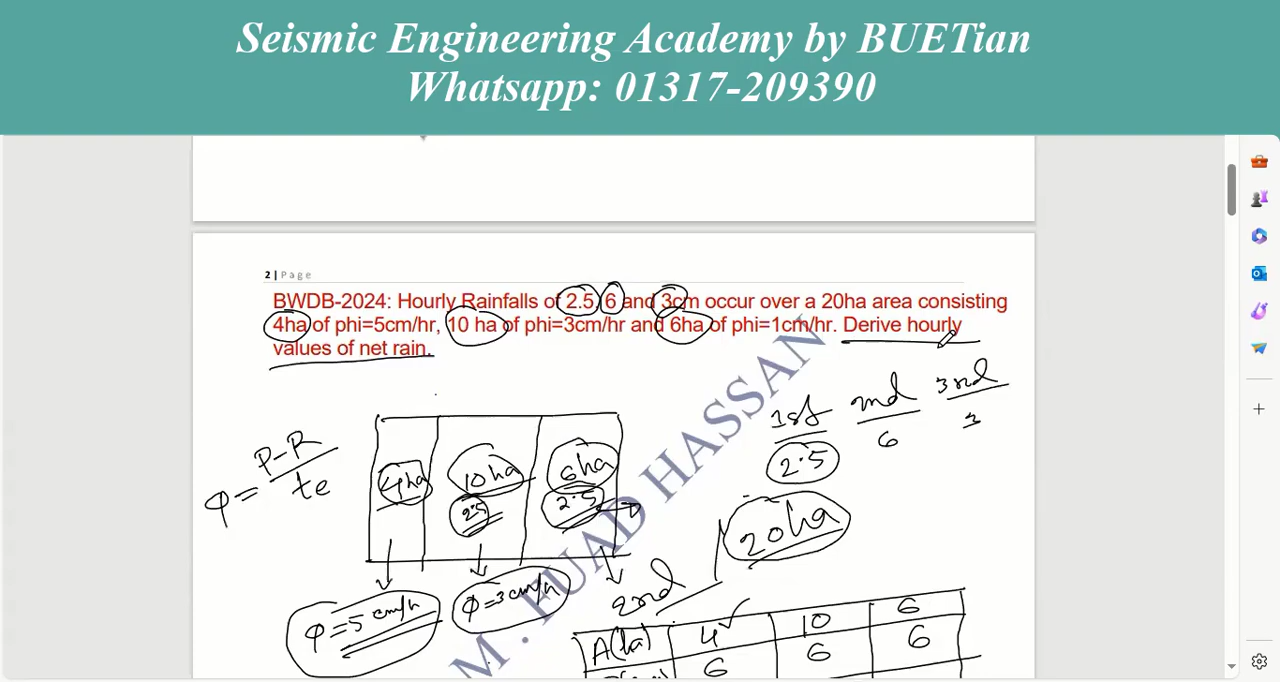 Seismic Engineering Academy by BUETian
Whatsapp: 01317-209390
2 | Page
BWDB-2024: Hourly Rainfalls of 2.5, 6 and 3cm occur over a 20ha area consisting
4ha of phi=5cm/hr, 10 ha of phi=3cm/hr and 6ha of phi=1cm/hr. Derive hourly
values of net rain.
1st 2nd 3rd
2.5 6 3
φ = P-R / te
4ha 10ha 6ha
2.5 2.5
20ha
φ=5 cm/h φ=3 cm/h
2nd
A(ha) 4 10 6
6 6 6
M. FUAD HASSAN